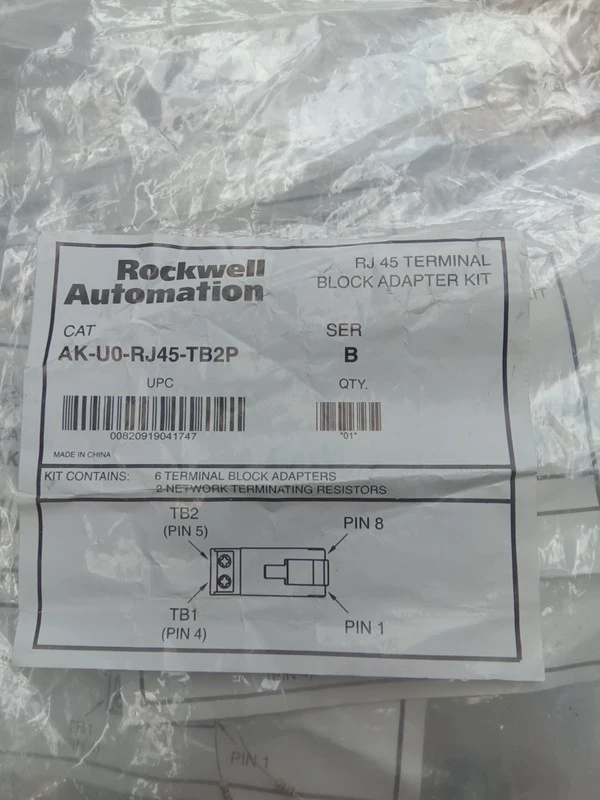 Rockwell
Automation
RJ 45 TERMINAL
BLOCK ADAPTER KIT
CAT
SER
AK-U0-RJ45-TB2P
B
UPC
QTY.
00820919041747
"01"
MADE IN CHINA
KIT CONTAINS: 6 TERMINAL BLOCK ADAPTERS
2 NETWORK TERMINATING RESISTORS
TB2
(PIN 5)
PIN 8
TB1
(PIN 4)
PIN 1
PIN 1